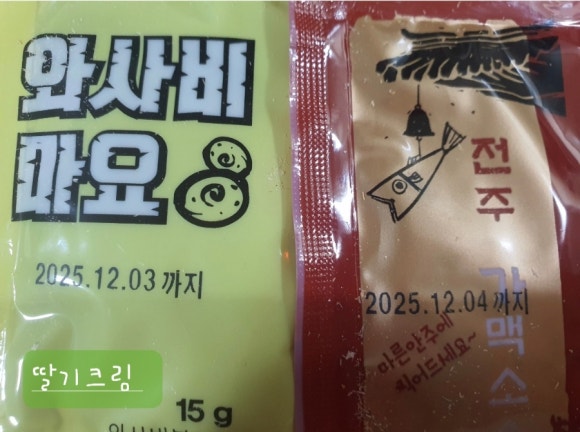 와사비
마요
2025.12.03 까지
딸기크림
15 g
전주
가맥소
2025.12.04 까지
마른안주에
찍어드세요~